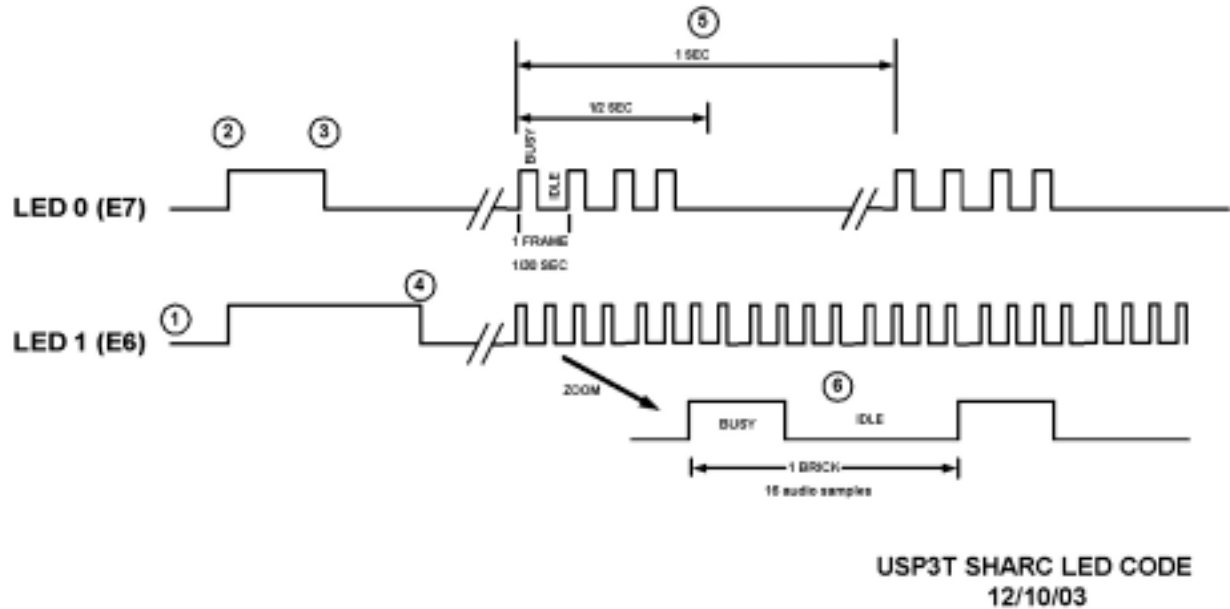 5
1 SEC
1/2 SEC
2
3
BUSY
IDLE
LED 0 (E7)
1 FRAME
1/30 SEC
4
1
LED 1 (E6)
ZOOM
6
BUSY
IDLE
1 BRICK
16 audio samples
USP3T SHARC LED CODE
12/10/03